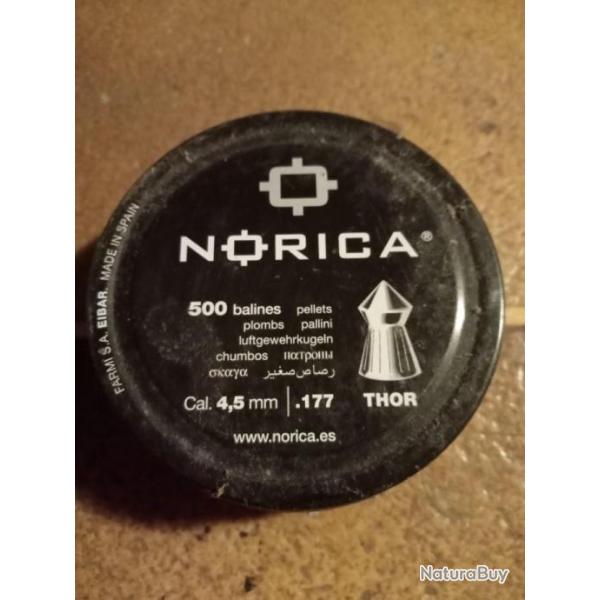 NORICA®
500 balines pellets
plombs pallini
luftgewehrkugeln
chumbos патроны
σκαγα رصاص صغير
Cal. 4,5 mm | .177
THOR
www.norica.es
FARMI S.A. EIBAR. MADE IN SPAIN
NaturaBuy